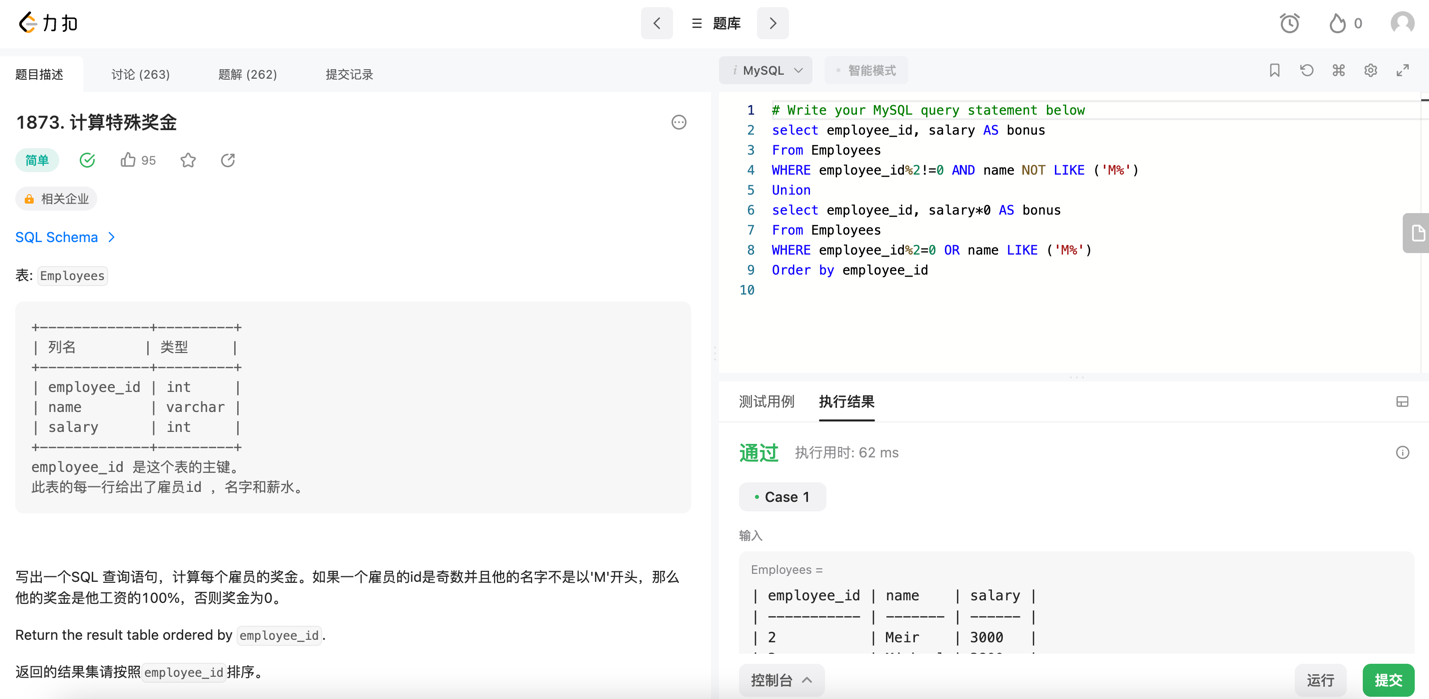 力扣
题库
0
题目描述
讨论 (263)
题解 (262)
提交记录
1873. 计算特殊奖金
简单
95
相关企业
SQL Schema
表: Employees
+-------------+---------+
| 列名 | 类型 |
+-------------+---------+
| employee_id | int |
| name | varchar |
| salary | int |
+-------------+---------+
employee_id 是这个表的主键。
此表的每一行给出了雇员id ，名字和薪水。
写出一个SQL 查询语句，计算每个雇员的奖金。如果一个雇员的id是奇数并且他的名字不是以'M'开头，那么
他的奖金是他工资的100%，否则奖金为0。
Return the result table ordered by employee_id.
返回的结果集请按照employee_id排序。
i MySQL
智能模式
1 # Write your MySQL query statement below
2 select employee_id, salary AS bonus
3 From Employees
4 WHERE employee_id%2!=0 AND name NOT LIKE ('M%')
5 Union
6 select employee_id, salary*0 AS bonus
7 From Employees
8 WHERE employee_id%2=0 OR name LIKE ('M%')
9 Order by employee_id
10
测试用例
执行结果
通过
执行用时: 62 ms
Case 1
输入
Employees =
| employee_id | name | salary |
| ----------- | ------- | ------ |
| 2 | Meir | 3000 |
控制台
运行
提交